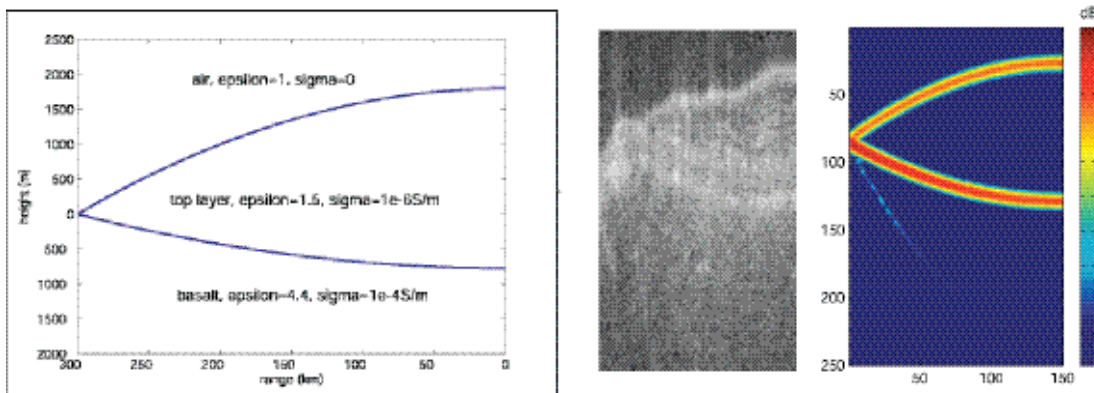 2500
2000
1500
1000
500
0
500
1000
1500
2000
height (m)
air, epsilon=1, sigma=0
top layer, epsilon=1.5, sigma=1e-6S/m
basalt, epsilon=4.4, sigma=1e-4S/m
300 250 200 150 100 50 0
range (km)
dB
50
100
150
200
250
50 100 150